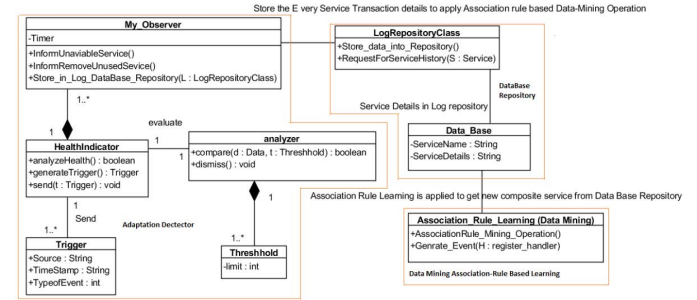 Store the E very Service Transaction details to apply Association rule based Data-Mining Operation
My_Observer
-Timer
+InformUnaviableService()
+InformRemoveUnusedSevice()
+Store_in_Log_DataBase_Repository(L : LogRepositoryClass)
LogRepositoryClass
+Store_data_into_Repository()
+RequestForServiceHistory(S : Service)
DataBase
Repository
Service Details in Log repository
1..*
1
evaluate
HealthIndicator
+analyzeHealth() : boolean
+generateTrigger() : Trigger
+send(t : Trigger) : void
1
1
analyzer
+compare(d : Data, t : Threshhold) : boolean
+dismiss() : void
Data_Base
-ServiceName : String
-ServiceDetails : String
1
Association Rule Learning is applied to get new composite service from Data Base Repository
1
Send
1..*
Adaptation Dectector
1..*
Trigger
+Source : String
+TimeStamp : String
+TypeofEvent : int
Threshhold
-limit : int
Association_Rule_Learning (Data Mining)
+AssociationRule_Mining_Operation()
+Genrate_Event(H : register_handler)
Data Mining Association-Rule Based Learning